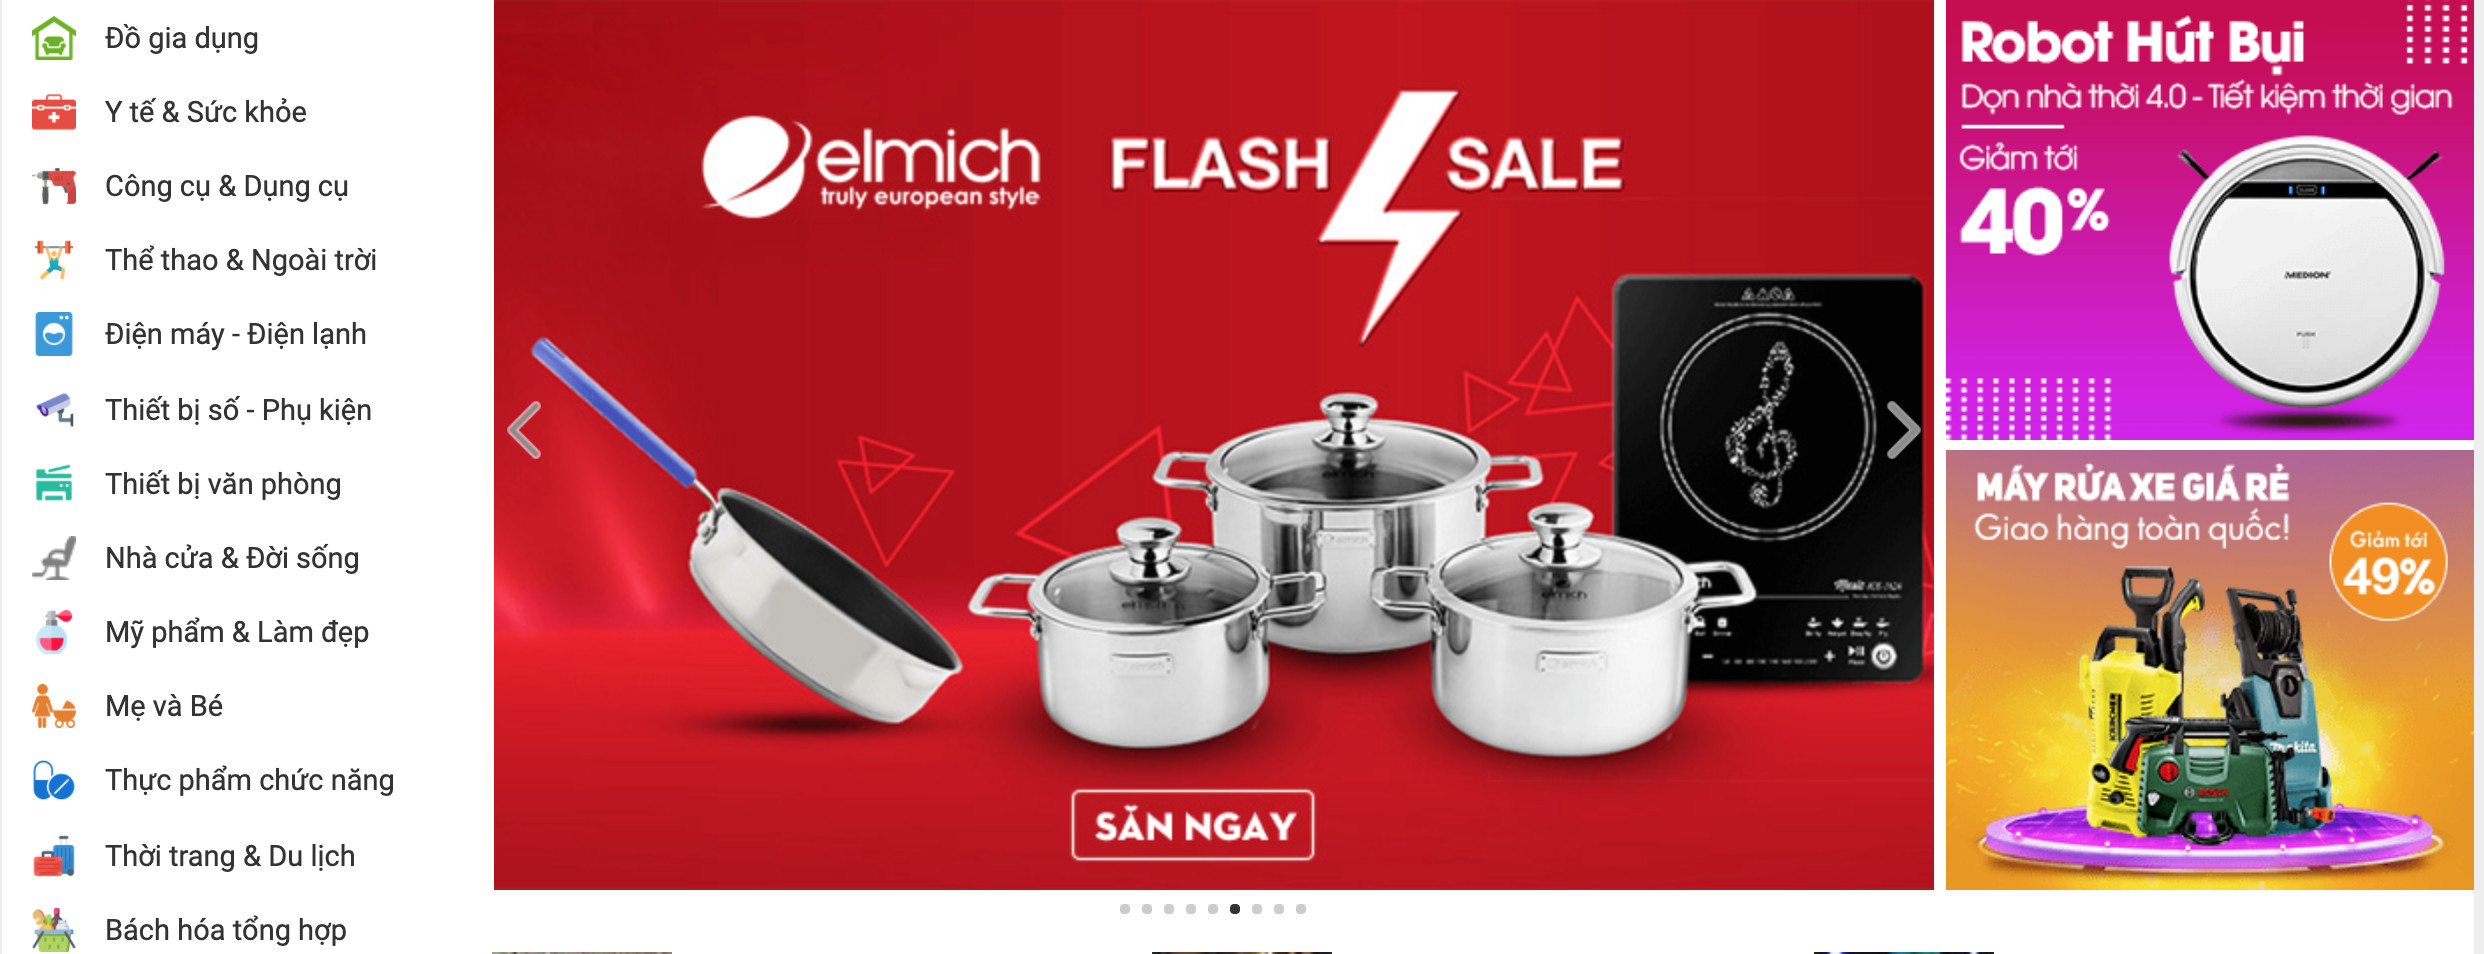 Đồ gia dụng
Y tế & Sức khỏe
Công cụ & Dụng cụ
Thể thao & Ngoài trời
Điện máy - Điện lạnh
Thiết bị số - Phụ kiện
Thiết bị văn phòng
Nhà cửa & Đời sống
Mỹ phẩm & Làm đẹp
Mẹ và Bé
Thực phẩm chức năng
Thời trang & Du lịch
Bách hóa tổng hợp
elmich
truly european style
FLASH SALE
SĂN NGAY
Robot Hút Bụi
Dọn nhà thời 4.0 - Tiết kiệm thời gian
Giảm tới
40%
MEDION
PUSH
MÁY RỬA XE GIÁ RẺ
Giao hàng toàn quốc!
Giảm tới
49%
KARCHER
makita
BOSCH